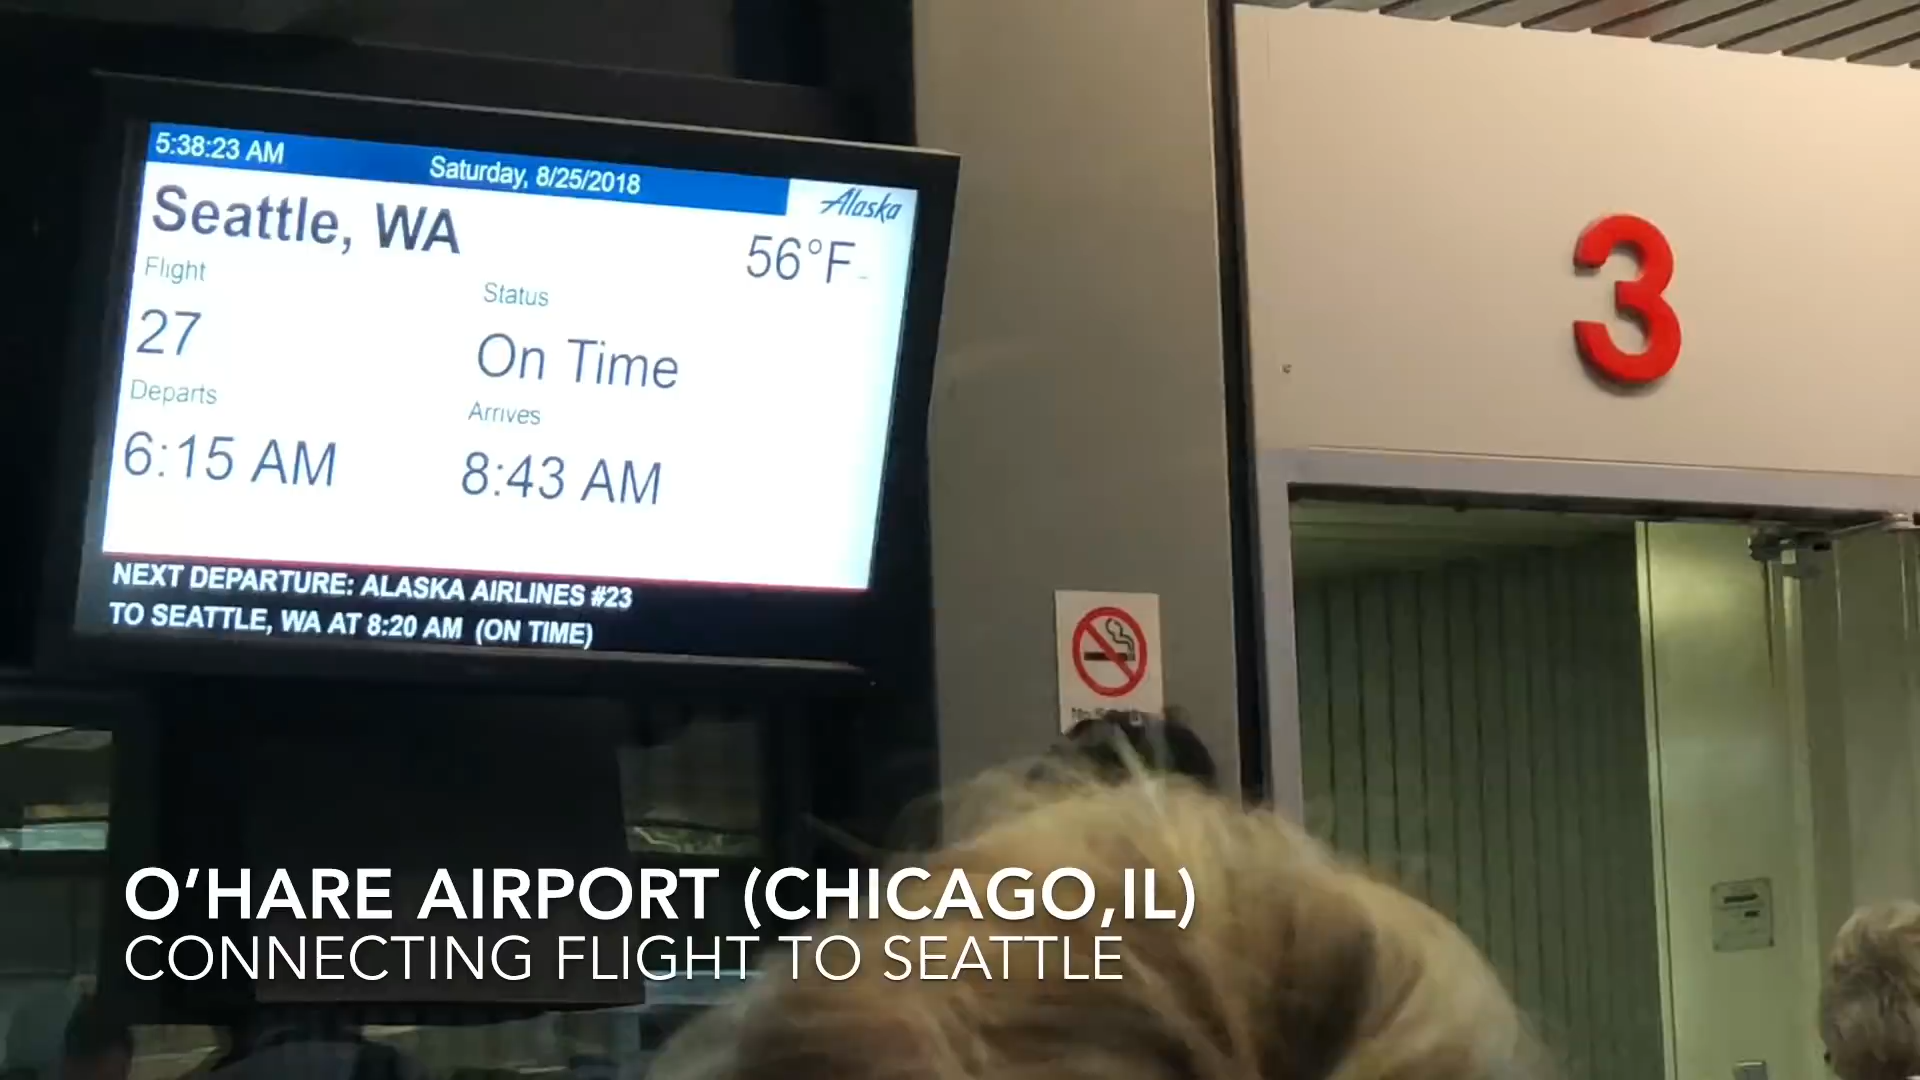 5:38:23 AM
Saturday, 8/25/2018
Alaska
Seattle, WA
56°F
Flight
Status
27
On Time
Departs
Arrives
6:15 AM
8:43 AM
NEXT DEPARTURE: ALASKA AIRLINES #23
TO SEATTLE, WA AT 8:20 AM (ON TIME)
3
O'HARE AIRPORT (CHICAGO,IL)
CONNECTING FLIGHT TO SEATTLE